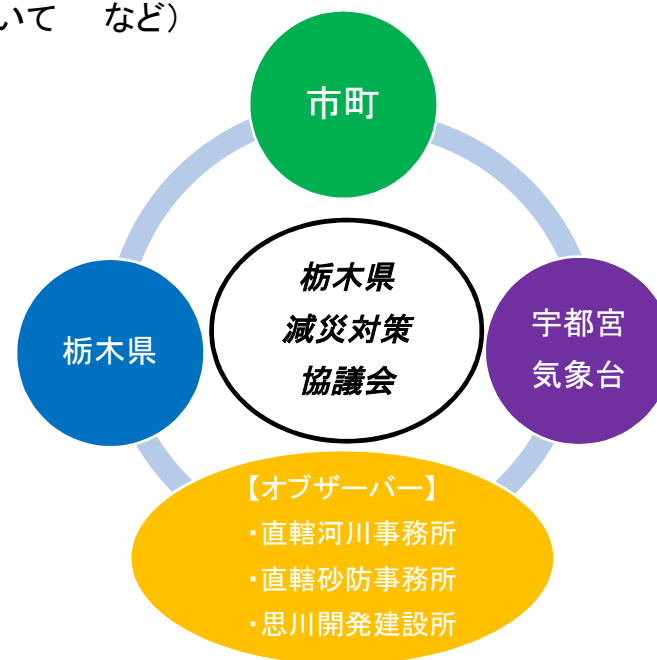 いて　など）
市町
栃木県
減災対策
協議会
栃木県
宇都宮
気象台
【オブザーバー】
・直轄河川事務所
・直轄砂防事務所
・思川開発建設所